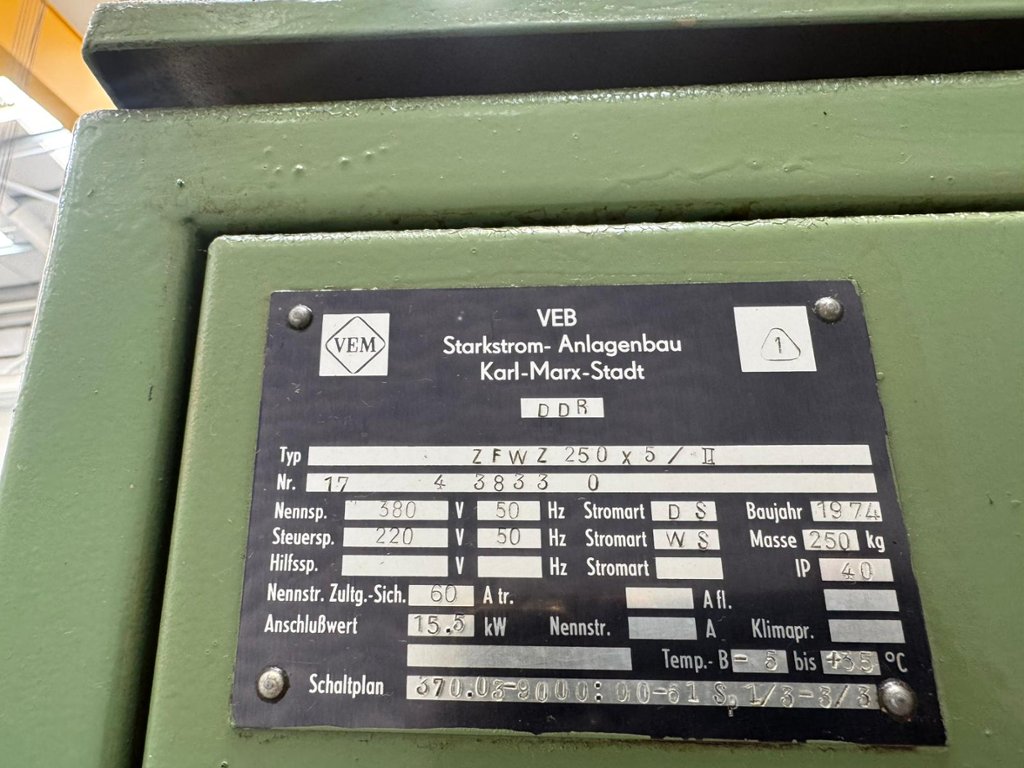 VEM
VEB
Starkstrom- Anlagenbau
Karl-Marx-Stadt
1
DDR
Typ ZFWZ 250 x 5 / II
Nr. 17 4 3833 0
Nennsp. 380 V 50 Hz Stromart DS Baujahr 1974
Steuersp. 220 V 50 Hz Stromart WS Masse 250 kg
Hilfssp. V Hz Stromart IP 40
Nennstr. Zultg.-Sich. 60 A tr. A fl.
Anschlußwert 15.5 kW Nennstr. A Klimapr.
Temp.-B - 5 bis +35 °C
Schaltplan 370.03-9000:00-61 S, 1/3-3/3